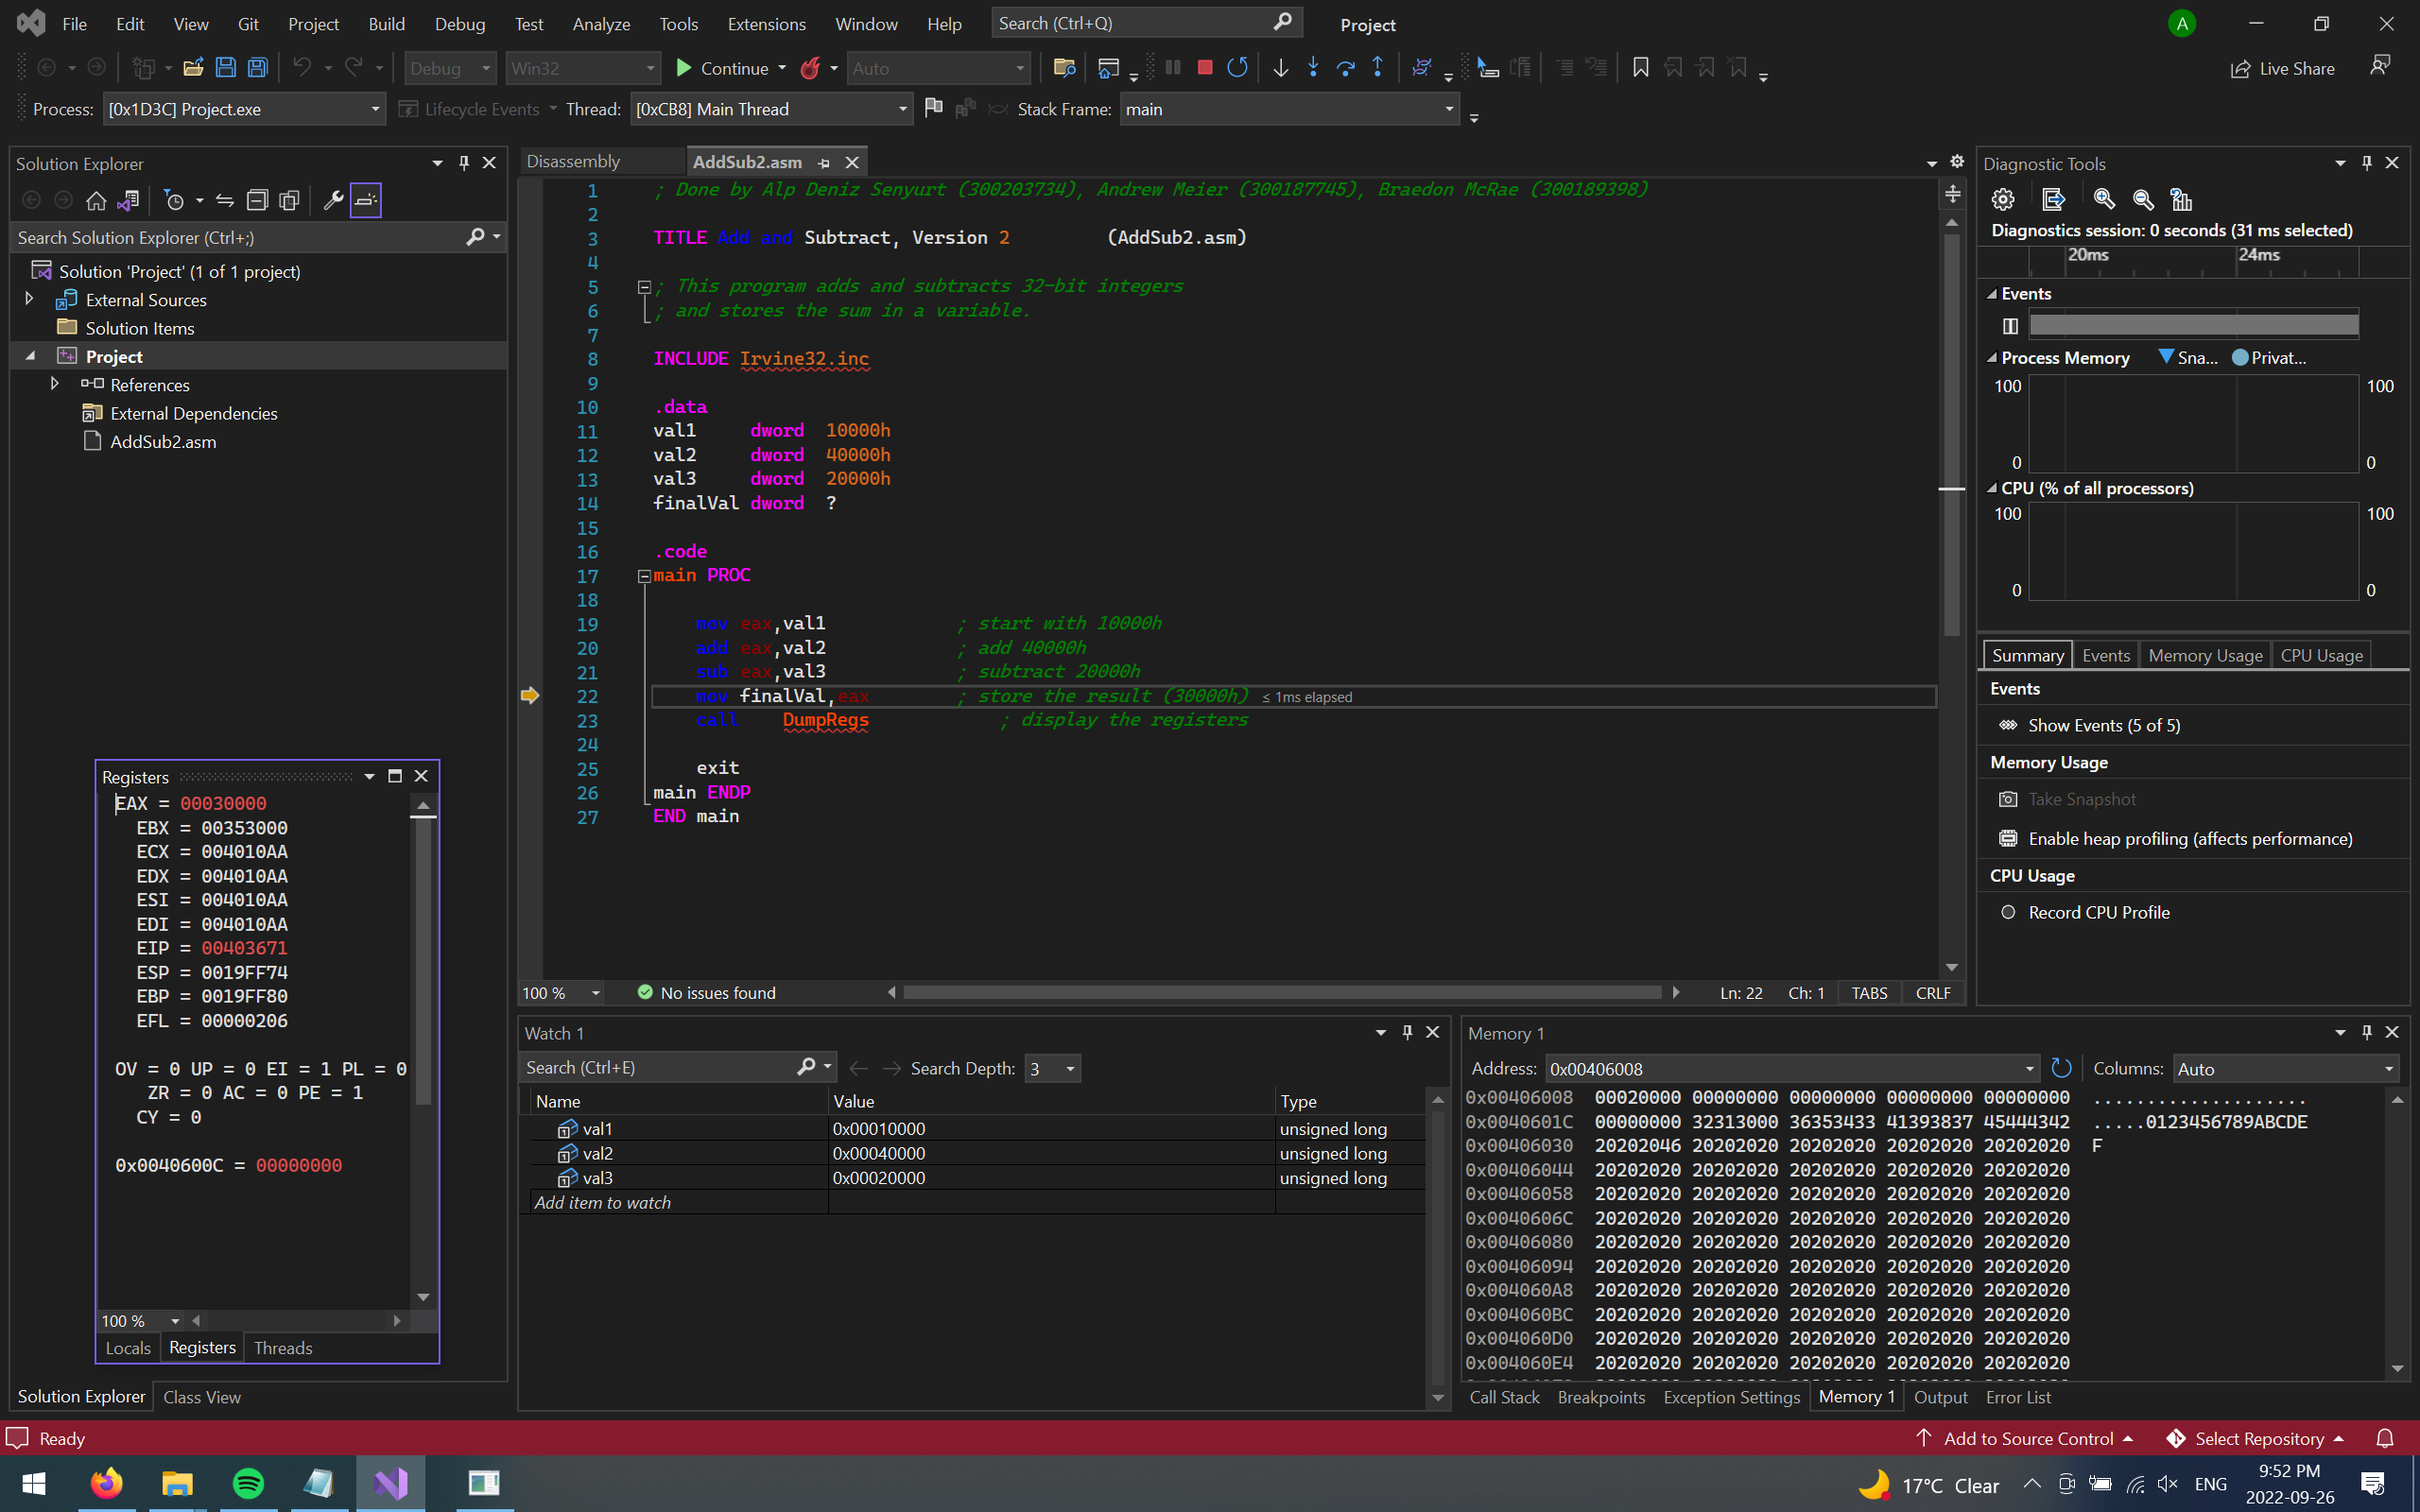 File Edit View Git Project Build Debug Test Analyze Tools Extensions Window Help Search (Ctrl+Q) Project A
Debug Win32 Continue Auto Live Share
Process: [0x1D3C] Project.exe Lifecycle Events Thread: [0xCB8] Main Thread Stack Frame: main
Solution Explorer
Search Solution Explorer (Ctrl+;)
Solution 'Project' (1 of 1 project)
External Sources
Solution Items
Project
References
External Dependencies
AddSub2.asm
Registers
EAX = 00030000
EBX = 00353000
ECX = 004010AA
EDX = 004010AA
ESI = 004010AA
EDI = 004010AA
EIP = 00403671
ESP = 0019FF74
EBP = 0019FF80
EFL = 00000206
OV = 0 UP = 0 EI = 1 PL = 0
ZR = 0 AC = 0 PE = 1
CY = 0
0x0040600C = 00000000
100 %
Locals Registers Threads
Solution Explorer Class View
Disassembly AddSub2.asm
1 ; Done by Alp Deniz Senyurt (300203734), Andrew Meier (300187745), Braedon McRae (300189398)
2
3 TITLE Add and Subtract, Version 2 (AddSub2.asm)
4
5 ; This program adds and subtracts 32-bit integers
6 ; and stores the sum in a variable.
7
8 INCLUDE Irvine32.inc
9
10 .data
11 val1 dword 10000h
12 val2 dword 40000h
13 val3 dword 20000h
14 finalVal dword ?
15
16 .code
17 main PROC
18
19 mov eax,val1 ; start with 10000h
20 add eax,val2 ; add 40000h
21 sub eax,val3 ; subtract 20000h
22 mov finalVal,eax ; store the result (30000h) ≤ 1ms elapsed
23 call DumpRegs ; display the registers
24
25 exit
26 main ENDP
27 END main
100 % No issues found Ln: 22 Ch: 1 TABS CRLF
Watch 1
Search (Ctrl+E) Search Depth: 3
Name Value Type
val1 0x00010000 unsigned long
val2 0x00040000 unsigned long
val3 0x00020000 unsigned long
Add item to watch
Diagnostic Tools
Diagnostics session: 0 seconds (31 ms selected)
20ms 24ms
Events
Process Memory Sna... Privat...
100 100
0 0
CPU (% of all processors)
100 100
0 0
Summary Events Memory Usage CPU Usage
Events
Show Events (5 of 5)
Memory Usage
Take Snapshot
Enable heap profiling (affects performance)
CPU Usage
Record CPU Profile
Memory 1
Address: 0x00406008 Columns: Auto
0x00406008 00020000 00000000 00000000 00000000 00000000 ....................
0x0040601C 00000000 32313000 36353433 41393837 45444342 .....0123456789ABCDE
0x00406030 20202046 20202020 20202020 20202020 20202020 F
0x00406044 20202020 20202020 20202020 20202020 20202020
0x00406058 20202020 20202020 20202020 20202020 20202020
0x0040606C 20202020 20202020 20202020 20202020 20202020
0x00406080 20202020 20202020 20202020 20202020 20202020
0x00406094 20202020 20202020 20202020 20202020 20202020
0x004060A8 20202020 20202020 20202020 20202020 20202020
0x004060BC 20202020 20202020 20202020 20202020 20202020
0x004060D0 20202020 20202020 20202020 20202020 20202020
0x004060E4 20202020 20202020 20202020 20202020 20202020
Call Stack Breakpoints Exception Settings Memory 1 Output Error List
Ready Add to Source Control Select Repository
17°C Clear ENG 9:52 PM
2022-09-26